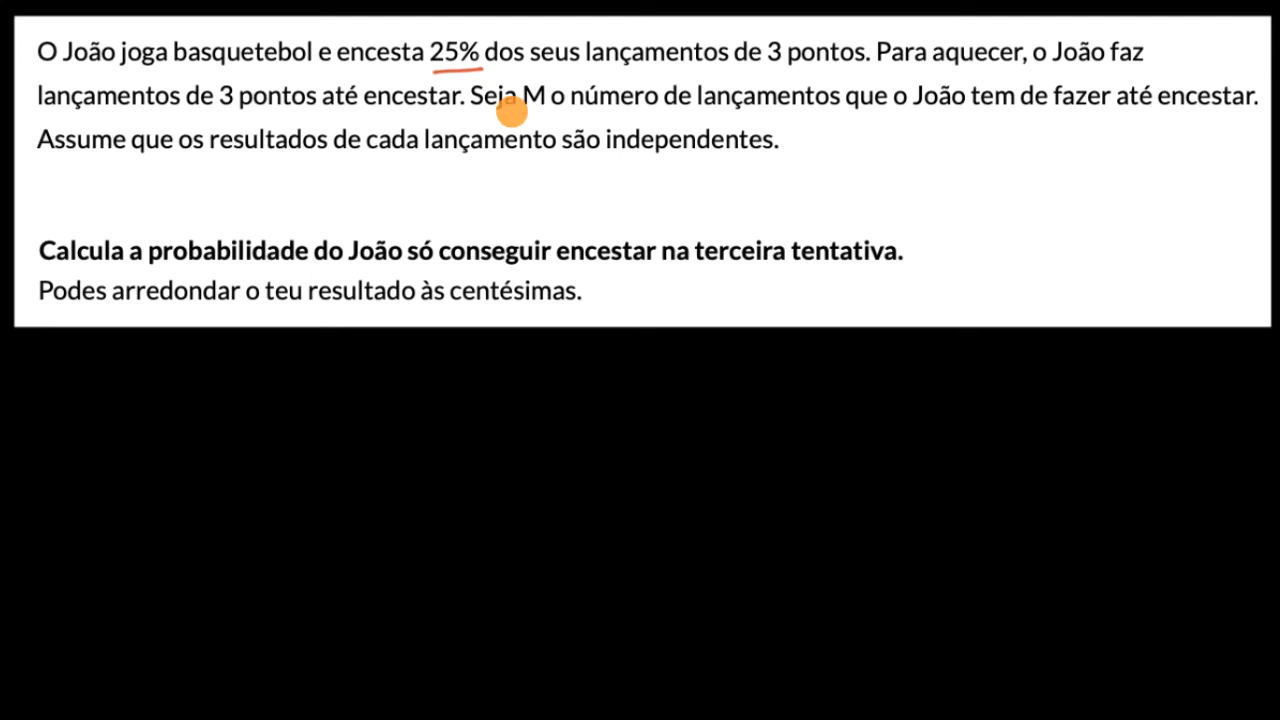 O João joga basquetebol e encesta 25% dos seus lançamentos de 3 pontos. Para aquecer, o João faz
lançamentos de 3 pontos até encestar. Seja M o número de lançamentos que o João tem de fazer até encestar.
Assume que os resultados de cada lançamento são independentes.
Calcula a probabilidade do João só conseguir encestar na terceira tentativa.
Podes arredondar o teu resultado às centésimas.